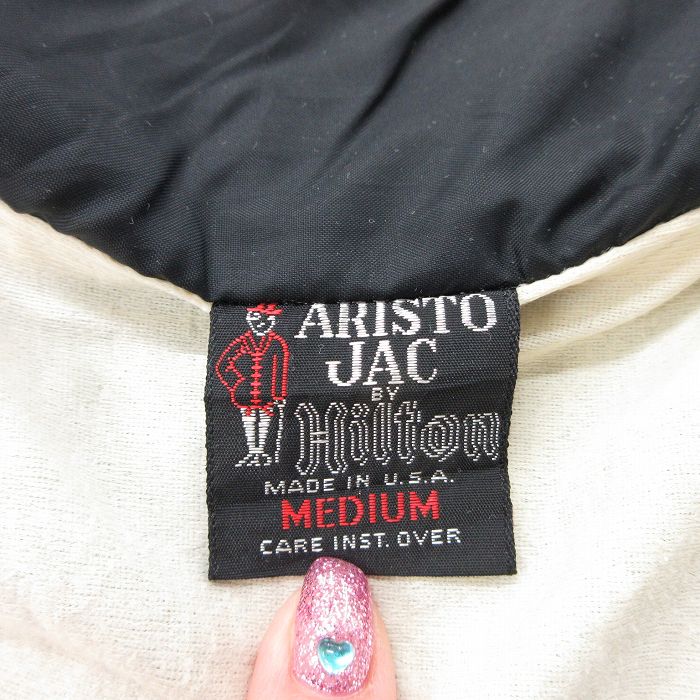 ARISTO
JAC
BY
Hilton
MADE IN U.S.A.
MEDIUM
CARE INST. OVER